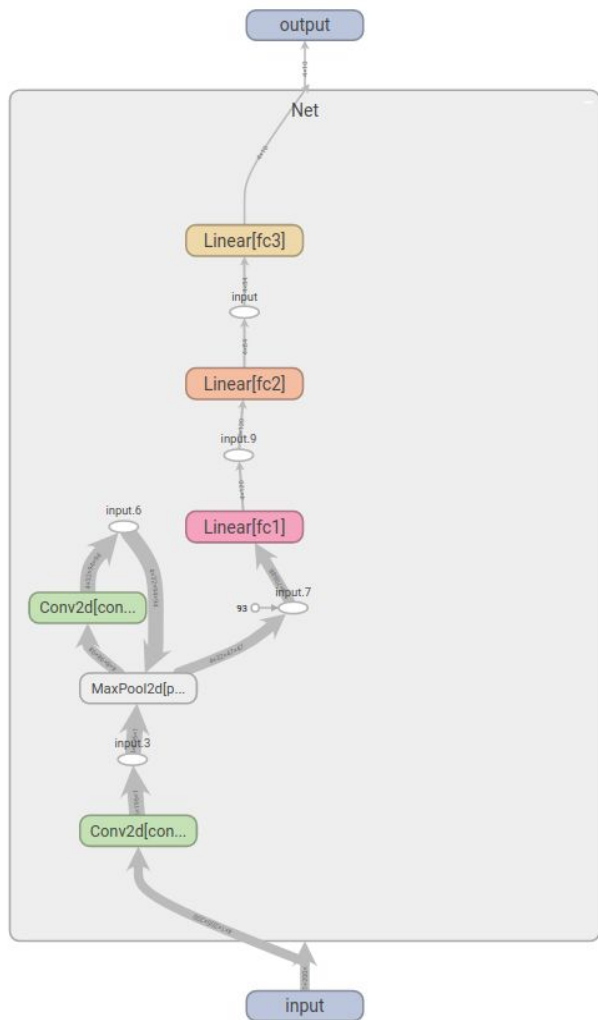 output
Net
Linear[fc3]
input
Linear[fc2]
input.9
Linear[fc1]
input.6
input.7
93
Conv2d[con...
MaxPool2d[p...
input.3
Conv2d[con...
input